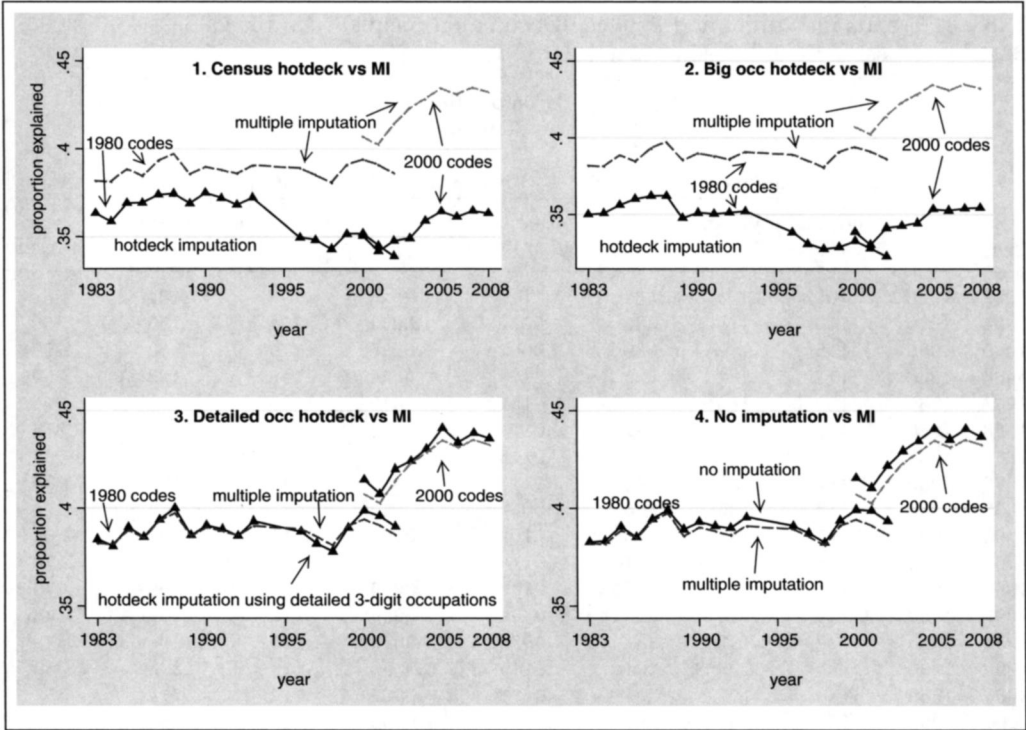 1. Census hotdeck vs MI
.45
.4
.35
proportion explained
1980 codes
multiple imputation
2000 codes
hotdeck imputation
1983
1990
1995
2000
2005
2008
year
2. Big occ hotdeck vs MI
.45
.4
.35
multiple imputation
2000 codes
1980 codes
hotdeck imputation
1983
1990
1995
2000
2005
2008
year
3. Detailed occ hotdeck vs MI
.45
.4
.35
proportion explained
1980 codes
multiple imputation
2000 codes
hotdeck imputation using detailed 3-digit occupations
1983
1990
1995
2000
2005
2008
year
4. No imputation vs MI
.45
.4
.35
no imputation
1980 codes
2000 codes
multiple imputation
1983
1990
1995
2000
2005
2008
year